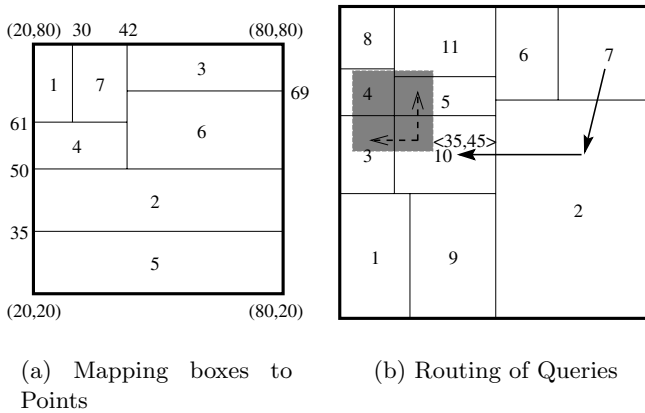 (20,80) 30 42 (80,80)
1 7 3
69
61
4 6
50
2
35
5
(20,20) (80,20)
(a) Mapping boxes to
Points
8 11 6 7
4 5
<35,45>
3 10
2
1 9
(b) Routing of Queries